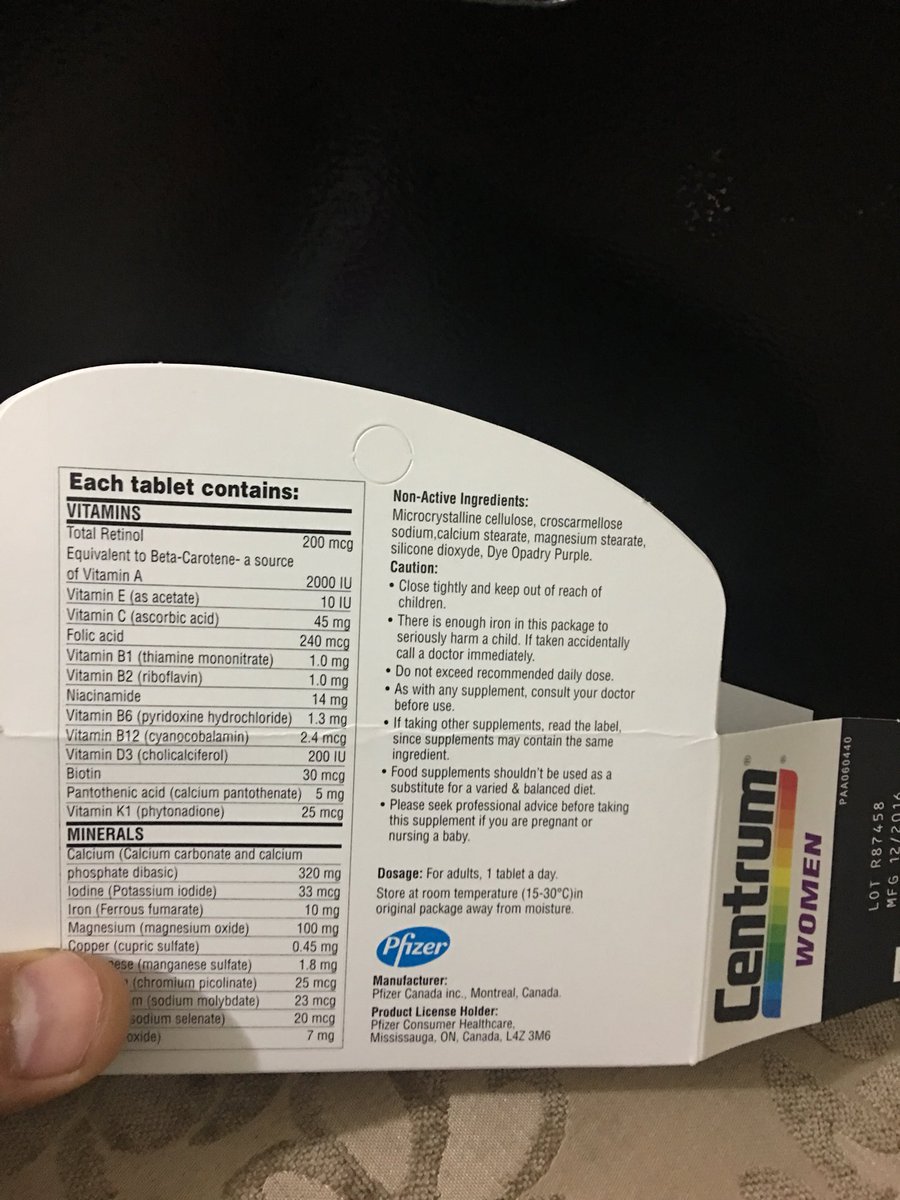 Each tablet contains:
VITAMINS
Total Retinol 200 mcg
Equivalent to Beta-Carotene- a source
of Vitamin A 2000 IU
Vitamin E (as acetate) 10 IU
Vitamin C (ascorbic acid) 45 mg
Folic acid 240 mcg
Vitamin B1 (thiamine mononitrate) 1.0 mg
Vitamin B2 (riboflavin) 1.0 mg
Niacinamide 14 mg
Vitamin B6 (pyridoxine hydrochloride) 1.3 mg
Vitamin B12 (cyanocobalamin) 2.4 mcg
Vitamin D3 (cholicalciferol) 200 IU
Biotin 30 mcg
Pantothenic acid (calcium pantothenate) 5 mg
Vitamin K1 (phytonadione) 25 mcg
MINERALS
Calcium (Calcium carbonate and calcium
phosphate dibasic) 320 mg
Iodine (Potassium iodide) 33 mcg
Iron (Ferrous fumarate) 10 mg
Magnesium (magnesium oxide) 100 mg
Copper (cupric sulfate) 0.45 mg
(manganese sulfate) 1.8 mg
(chromium picolinate) 25 mcg
(sodium molybdate) 23 mcg
sodium selenate) 20 mcg
oxide) 7 mg
Non-Active Ingredients:
Microcrystalline cellulose, croscarmellose
sodium,calcium stearate, magnesium stearate,
silicone dioxyde, Dye Opadry Purple.
Caution:
• Close tightly and keep out of reach of
children.
• There is enough iron in this package to
seriously harm a child. If taken accidentally
call a doctor immediately.
• Do not exceed recommended daily dose.
• As with any supplement, consult your doctor
before use.
• If taking other supplements, read the label,
since supplements may contain the same
ingredient.
• Food supplements shouldn't be used as a
substitute for a varied & balanced diet.
• Please seek professional advice before taking
this supplement if you are pregnant or
nursing a baby.
Dosage: For adults, 1 tablet a day.
Store at room temperature (15-30°C)in
original package away from moisture.
Pfizer
Manufacturer:
Pfizer Canada inc., Montreal, Canada.
Product License Holder:
Pfizer Consumer Healthcare,
Mississauga, ON, Canada, L4Z 3M6
Centrum®
WOMEN
PAA060440
LOT R87458
MFG 12/2016